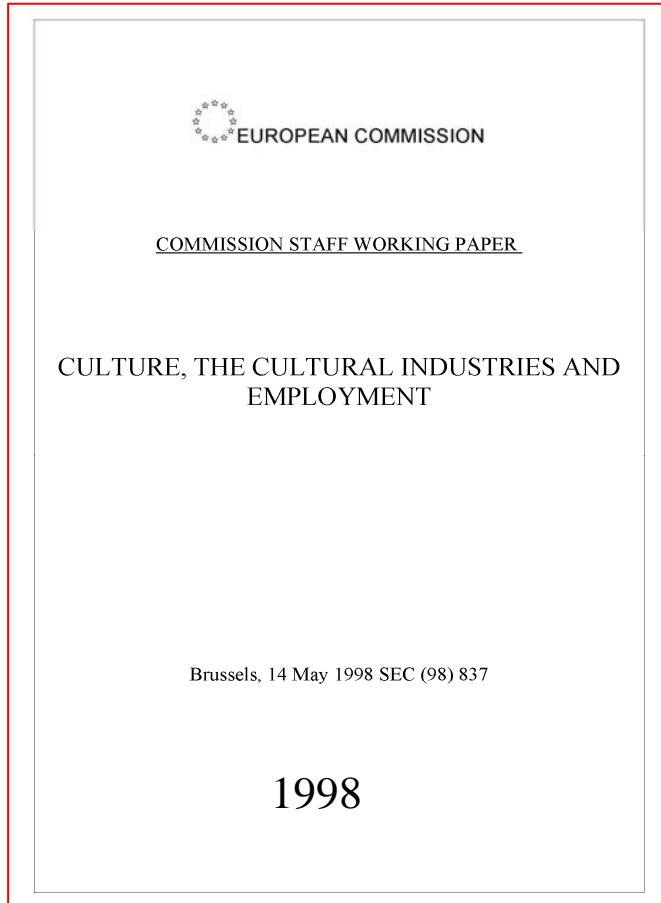 EUROPEAN COMMISSION
COMMISSION STAFF WORKING PAPER
CULTURE, THE CULTURAL INDUSTRIES AND
EMPLOYMENT
Brussels, 14 May 1998 SEC (98) 837
1998